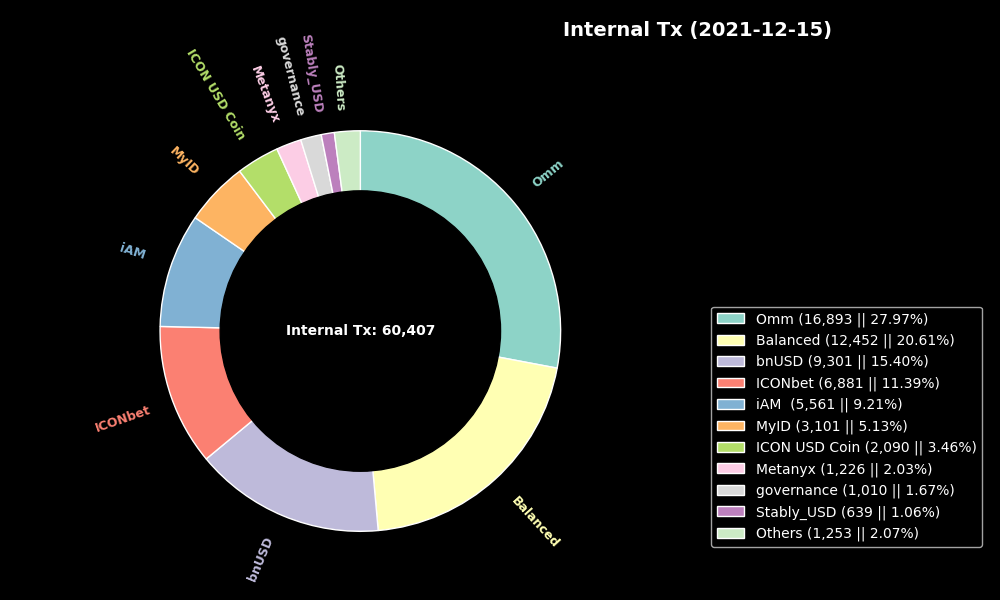 Internal Tx (2021-12-15)
Others
Stably_USD
governance
Metanyx
ICON USD Coin
MyID
iAM
ICONbet
bnUSD
Balanced
Omm
Internal Tx: 60,407
Omm (16,893 || 27.97%)
Balanced (12,452 || 20.61%)
bnUSD (9,301 || 15.40%)
ICONbet (6,881 || 11.39%)
iAM  (5,561 || 9.21%)
MyID (3,101 || 5.13%)
ICON USD Coin (2,090 || 3.46%)
Metanyx (1,226 || 2.03%)
governance (1,010 || 1.67%)
Stably_USD (639 || 1.06%)
Others (1,253 || 2.07%)